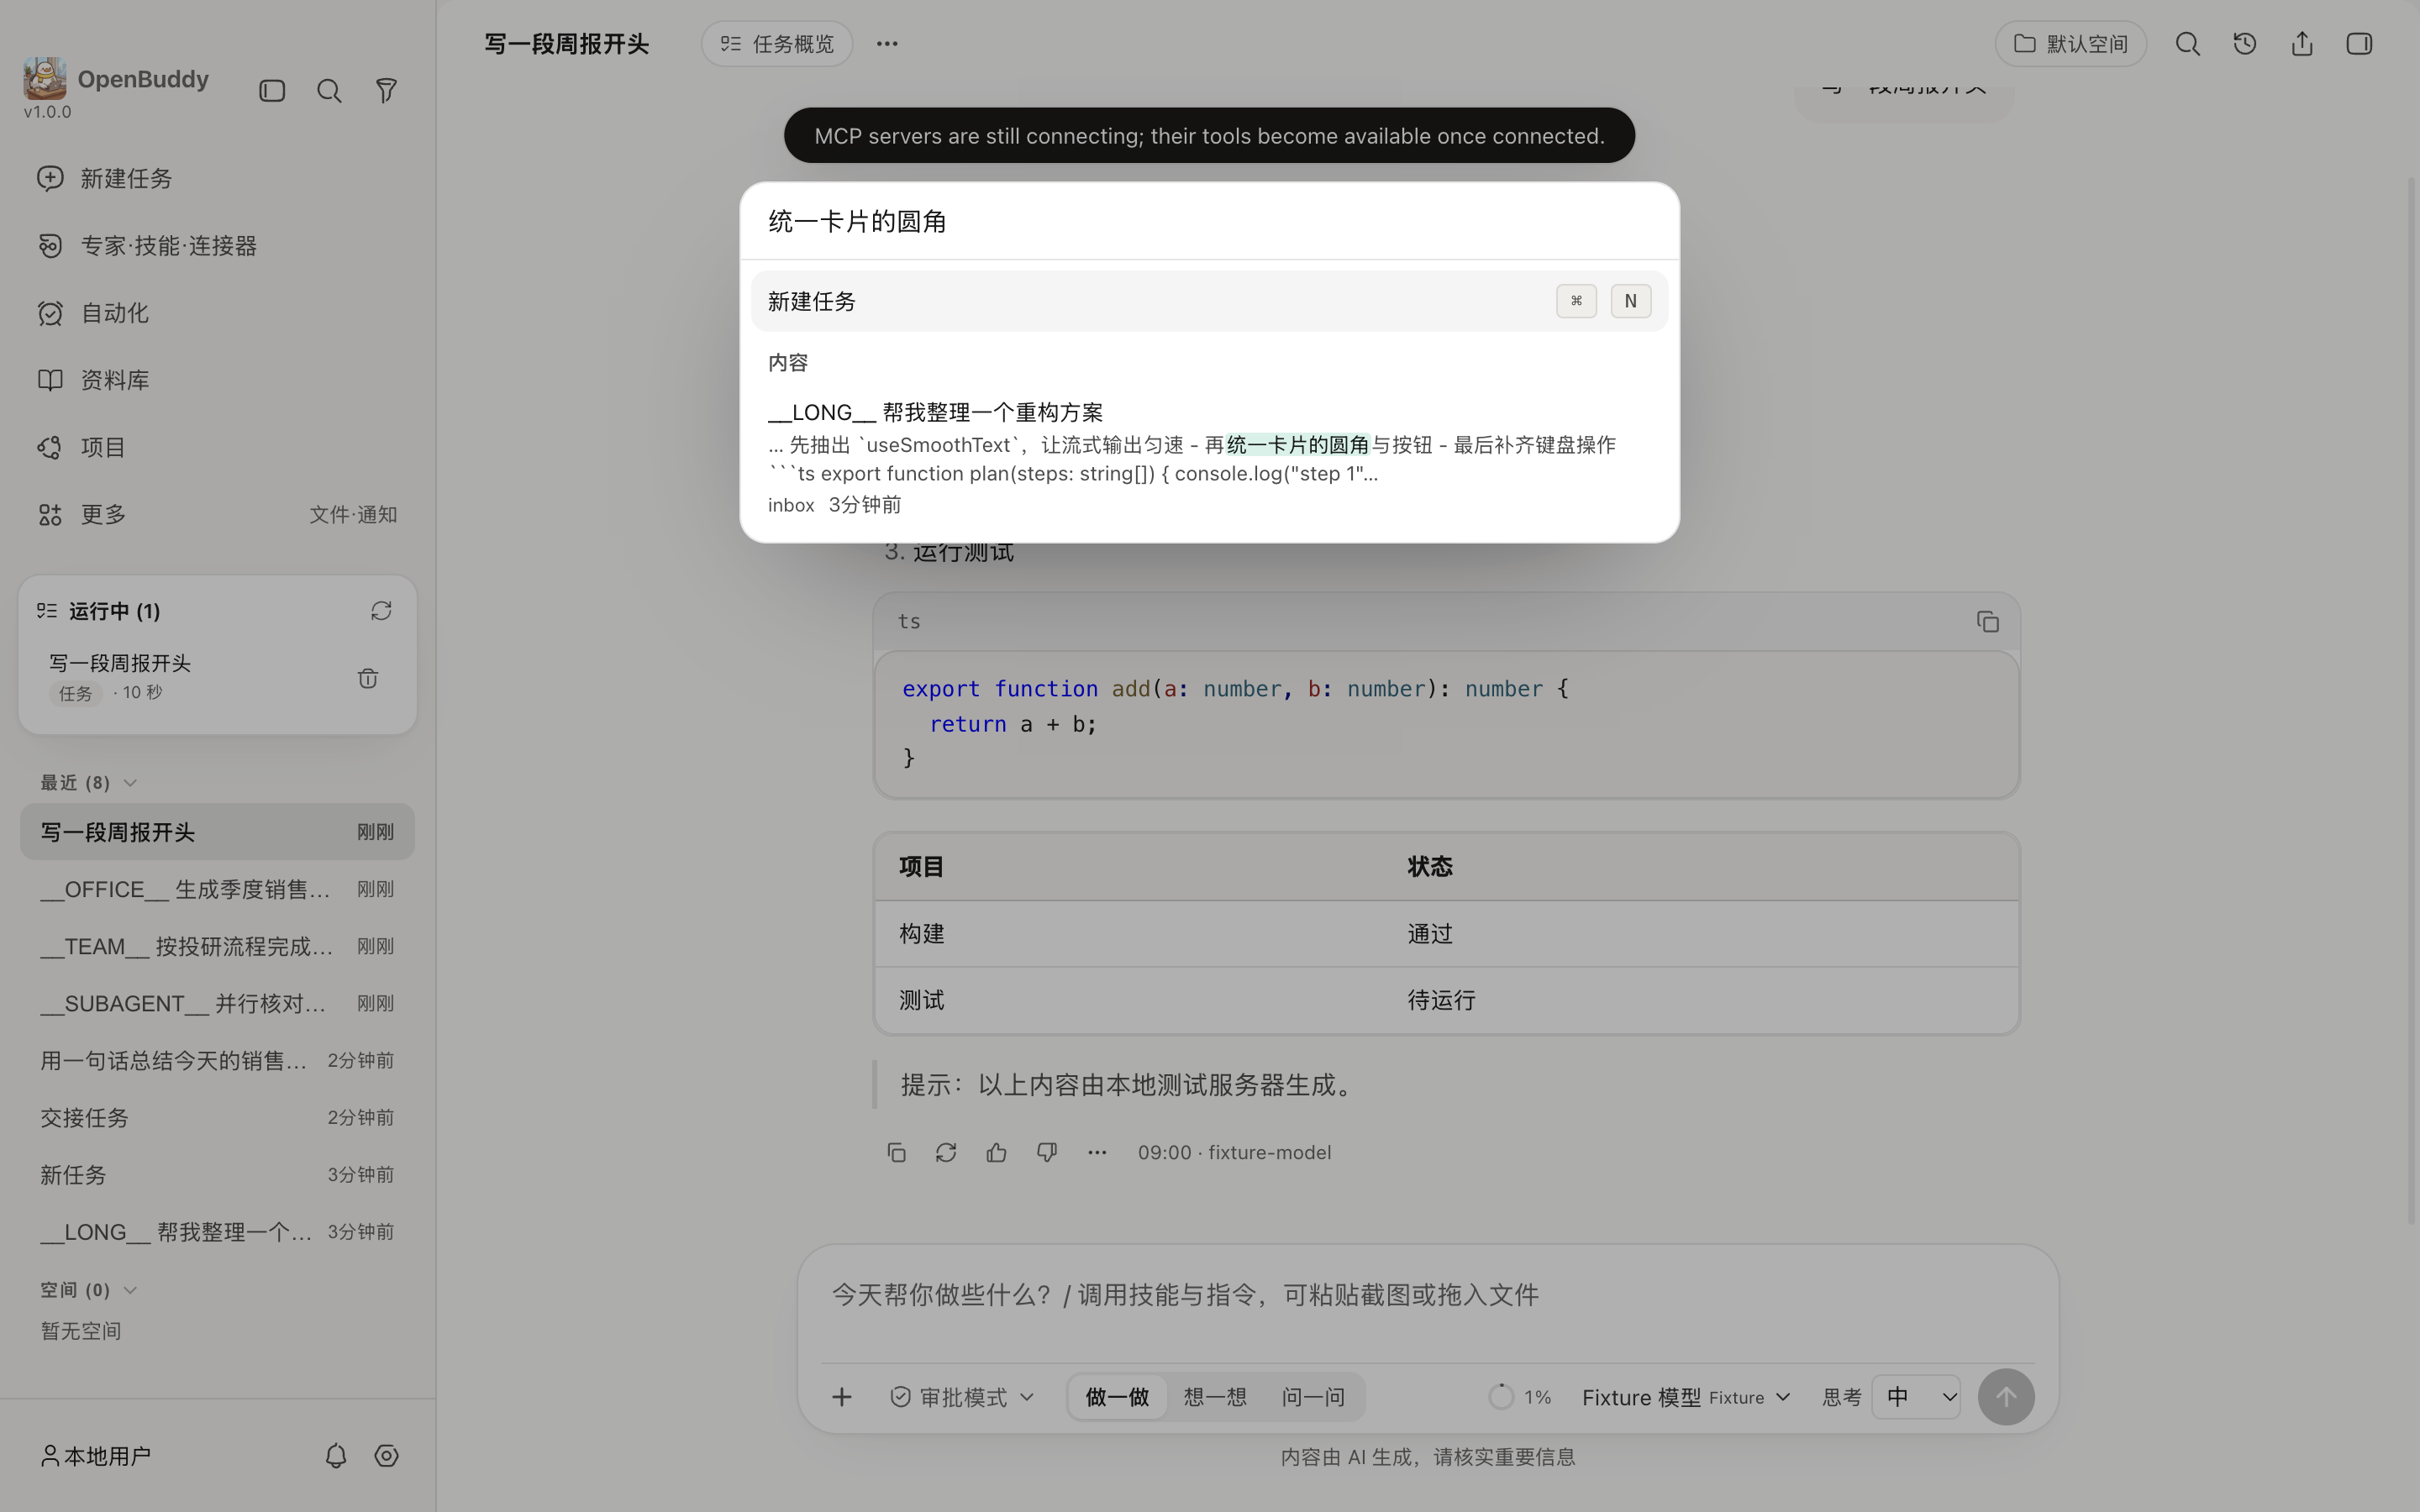 OpenBuddy
v1.0.0
新建任务
专家·技能·连接器
自动化
资料库
项目
更多
文件·通知
运行中 (1)
写一段周报开头
任务 · 10 秒
最近 (8)
写一段周报开头 刚刚
__OFFICE__ 生成季度销售… 刚刚
__TEAM__ 按投研流程完成… 刚刚
__SUBAGENT__ 并行核对… 刚刚
用一句话总结今天的销售… 2分钟前
交接任务 2分钟前
新任务 3分钟前
__LONG__ 帮我整理一个… 3分钟前
空间 (0)
暂无空间
本地用户
写一段周报开头
任务概览
默认空间
写一段周报开头
MCP servers are still connecting; their tools become available once connected.
统一卡片的圆角
新建任务
⌘ N
内容
__LONG__ 帮我整理一个重构方案
... 先抽出 `useSmoothText`，让流式输出匀速 - 再统一卡片的圆角与按钮 - 最后补齐键盘操作
```ts export function plan(steps: string[]) { console.log("step 1"...
inbox 3分钟前
3. 运行测试
ts
export function add(a: number, b: number): number {
return a + b;
}
项目 状态
构建 通过
测试 待运行
提示：以上内容由本地测试服务器生成。
09:00 · fixture-model
今天帮你做些什么？/ 调用技能与指令，可粘贴截图或拖入文件
审批模式
做一做 想一想 问一问
1%
Fixture 模型 Fixture
思考 中
内容由 AI 生成，请核实重要信息